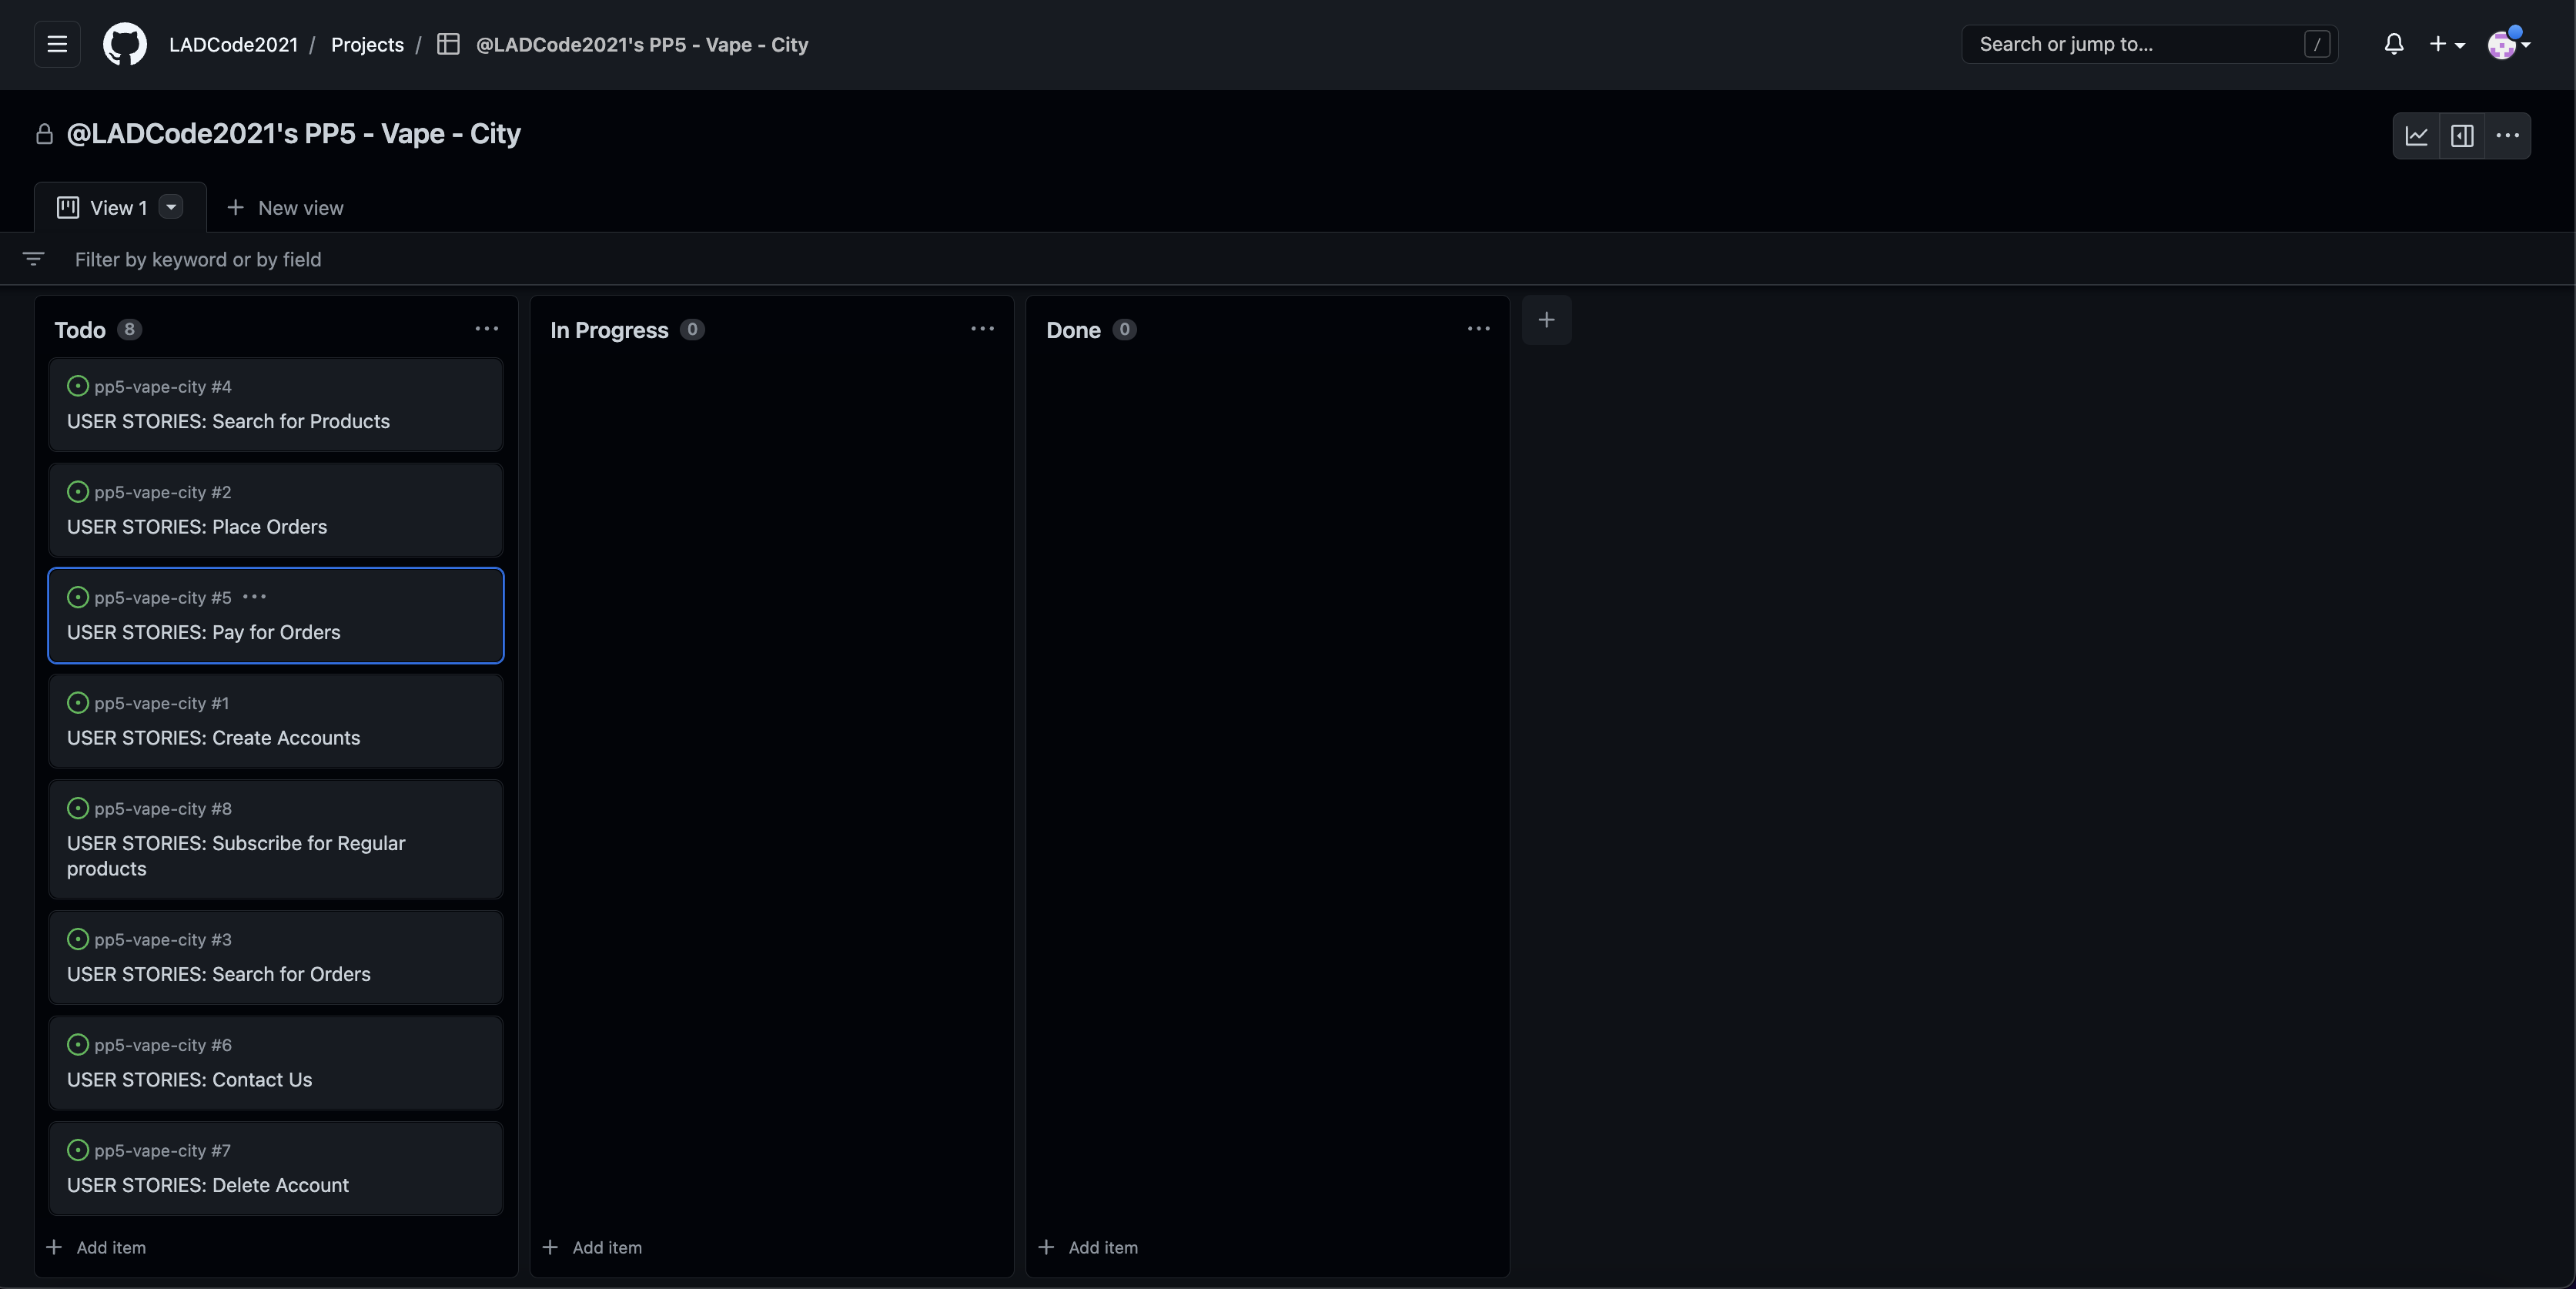 LADCode2021 / Projects / @LADCode2021's PP5 - Vape - City
Search or jump to... /
@LADCode2021's PP5 - Vape - City
View 1
New view
Filter by keyword or by field
Todo 8
pp5-vape-city #4
USER STORIES: Search for Products
pp5-vape-city #2
USER STORIES: Place Orders
pp5-vape-city #5
USER STORIES: Pay for Orders
pp5-vape-city #1
USER STORIES: Create Accounts
pp5-vape-city #8
USER STORIES: Subscribe for Regular
products
pp5-vape-city #3
USER STORIES: Search for Orders
pp5-vape-city #6
USER STORIES: Contact Us
pp5-vape-city #7
USER STORIES: Delete Account
Add item
In Progress 0
Add item
Done 0
Add item